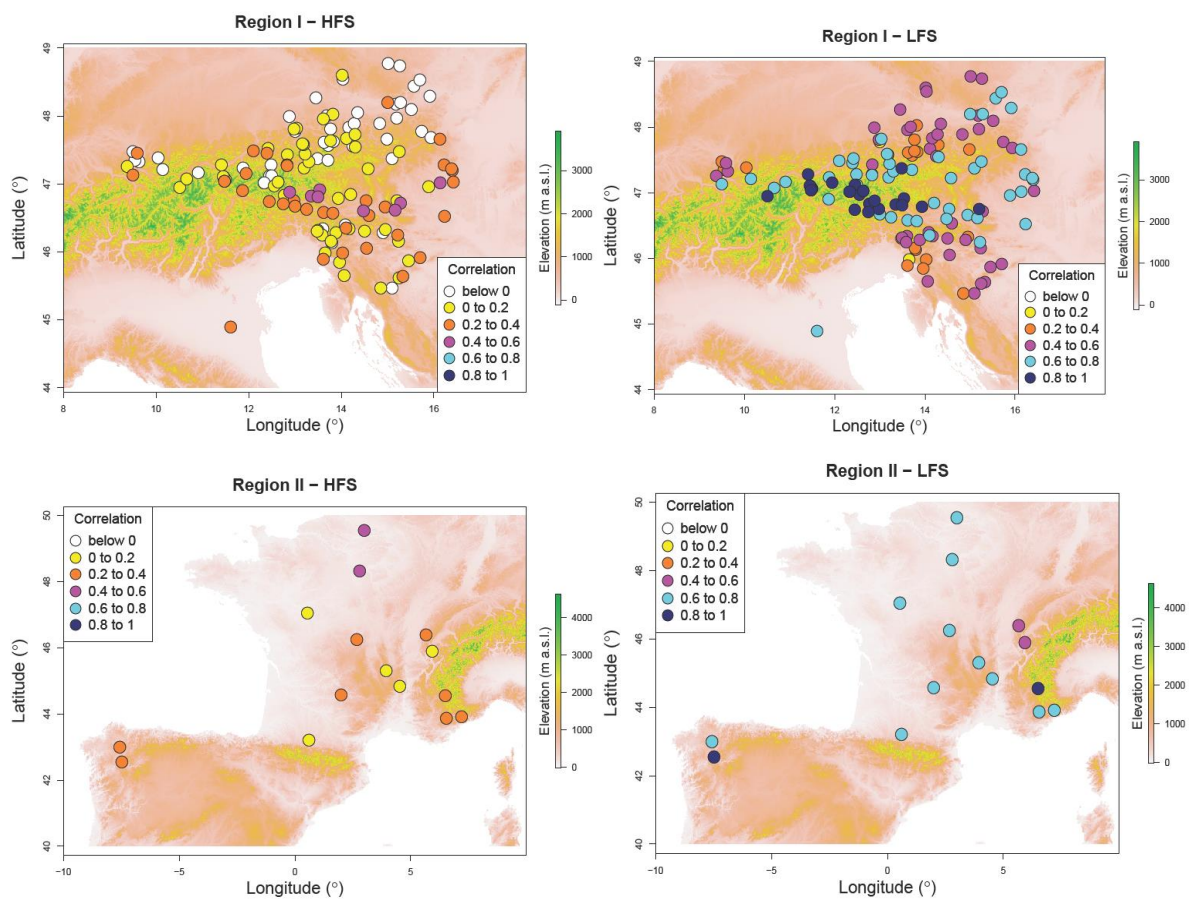 Region I − HFS
49
48
47
46
45
44
8
10
12
14
16
Latitude (°)
Longitude (°)
Correlation
below 0
0 to 0.2
0.2 to 0.4
0.4 to 0.6
0.6 to 0.8
0.8 to 1
Elevation (m a.s.l.)
3000
2000
1000
0
Region I − LFS
49
48
47
46
45
44
8
10
12
14
16
Latitude (°)
Longitude (°)
Correlation
below 0
0 to 0.2
0.2 to 0.4
0.4 to 0.6
0.6 to 0.8
0.8 to 1
Elevation (m a.s.l.)
3000
2000
1000
0
Region II − HFS
Correlation
below 0
0 to 0.2
0.2 to 0.4
0.4 to 0.6
0.6 to 0.8
0.8 to 1
50
48
46
44
42
40
−10
−5
0
5
Latitude (°)
Longitude (°)
Elevation (m a.s.l.)
4000
3000
2000
1000
0
Region II − LFS
Correlation
below 0
0 to 0.2
0.2 to 0.4
0.4 to 0.6
0.6 to 0.8
0.8 to 1
50
48
46
44
42
40
−10
−5
0
5
Latitude (°)
Longitude (°)
Elevation (m a.s.l.)
4000
3000
2000
1000
0